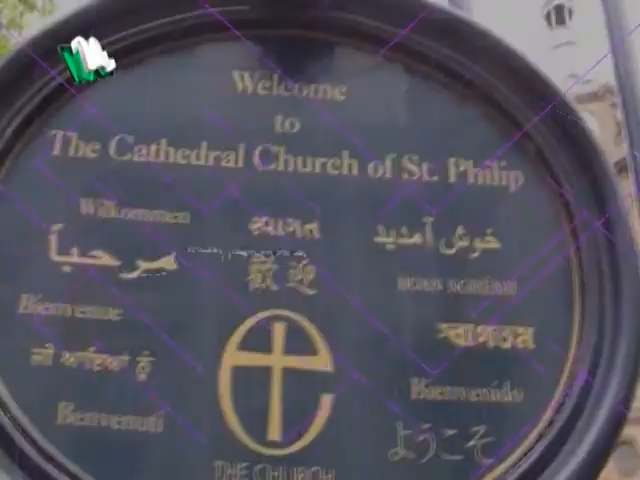 Welcome
to
The Cathedral Church of St. Philip
Willkommen
स्वागत
خوش آمدید
مرحباً
歡迎
Bienvenue
স্বাগতম
ਜੀ ਆਇਆਂ ਨੂੰ
Bienvenido
Benvenuti
ようこそ
THE CHURCH